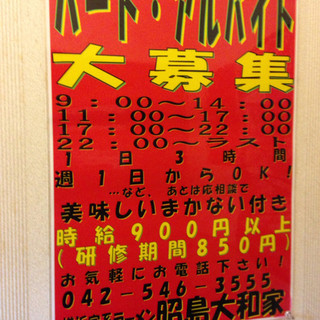 パート・アルバイト
大募集
9：00〜14：00
11：00〜17：00
17：00〜22：00
22：00〜ラスト
1日3時間
週1日からOK!
…など、あとは応相談で
美味しいまかない付き
時給900円以上
(研修期間850円)
お気軽にお電話下さい!
042-546-3555
横浜家系ラーメン 昭島大和家